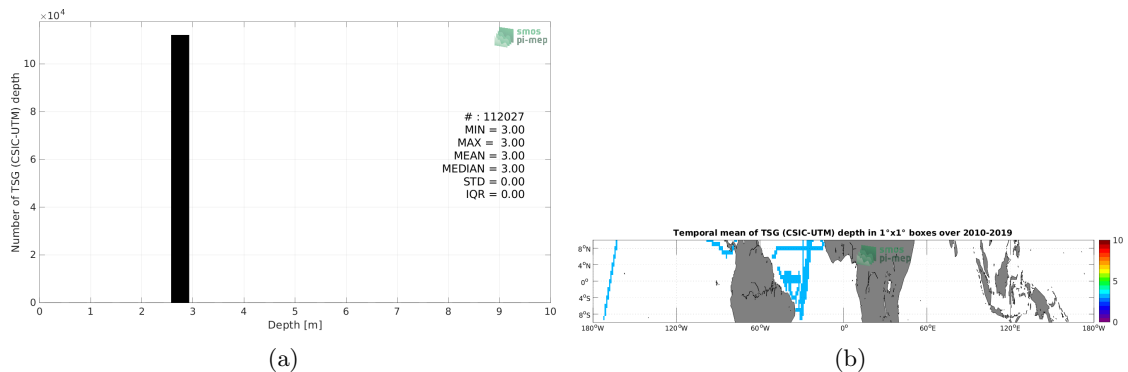 ×10⁴
smos
pi-mep
10
8
6
4
2
0
Number of TSG (CSIC-UTM) depth
# : 112027
MIN = 3.00
MAX = 3.00
MEAN = 3.00
MEDIAN = 3.00
STD = 0.00
IQR = 0.00
0 1 2 3 4 5 6 7 8 9 10
Depth [m]
(a)
Temporal mean of TSG (CSIC-UTM) depth in 1°x1° boxes over 2010-2019
smos
pi-mep
8°N
4°N
0°
4°S
8°S
180°W 120°W 60°W 0° 60°E 120°E 180°W
10
5
0
(b)